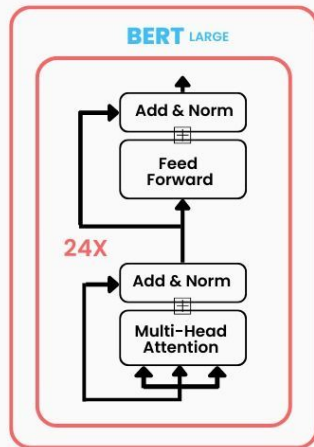 BERT LARGE
Add & Norm
Feed
Forward
24X
Add & Norm
Multi-Head
Attention